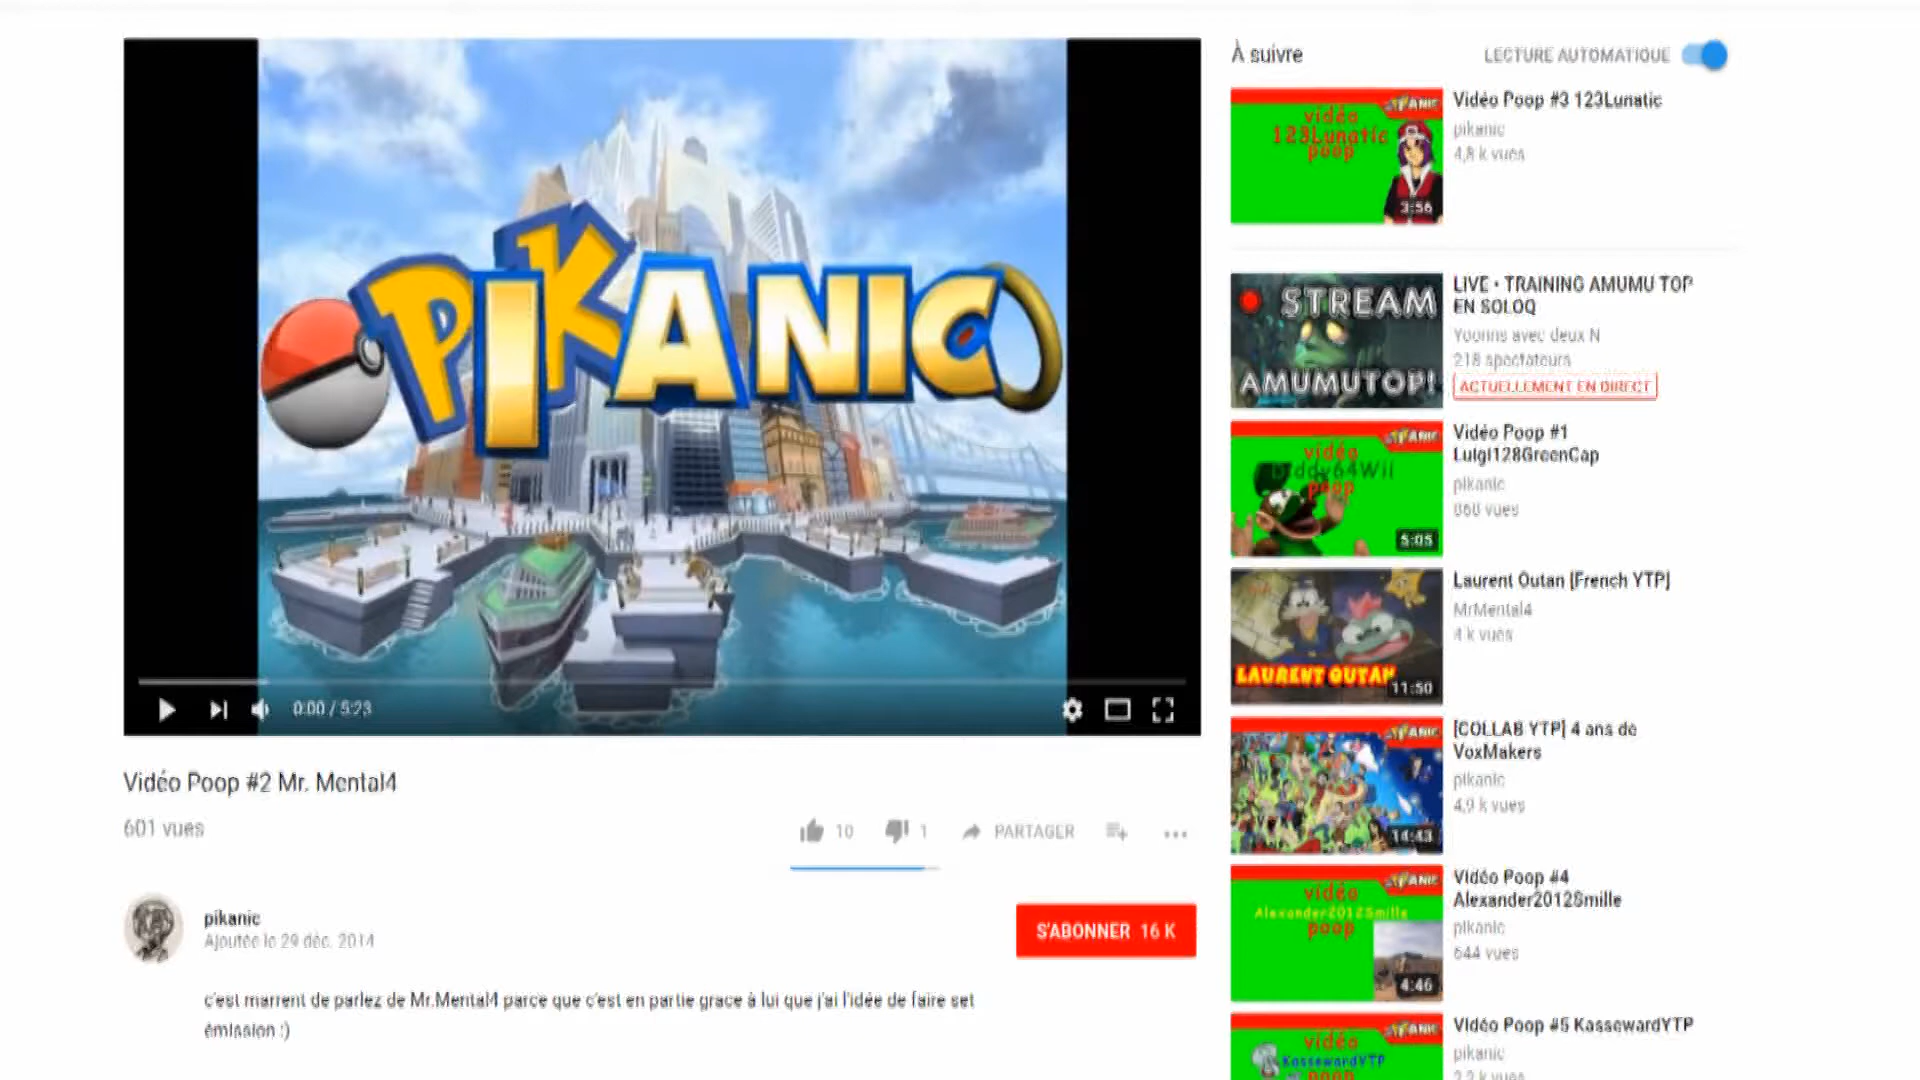 PIKANIC
0:00 / 5:23
Vidéo Poop #2 Mr. Mental4
601 vues
10
1
PARTAGER
pikanic
Ajoutée le 29 déc. 2014
S'ABONNER 16 K
c'est marrent de parlez de Mr.Mental4 parce que c'est en partie grace à lui que j'ai l'idée de faire set
émission :)
À suivre
LECTURE AUTOMATIQUE
vidéo
123Lunatic
poop
3:56
Vidéo Poop #3 123Lunatic
pikanic
4,8 k vues
STREAM
AMUMUTOP!
LIVE • TRAINING AMUMU TOP
EN SOLOQ
Yoonns avec deux N
218 spectateurs
ACTUELLEMENT EN DIRECT
vidéo
Diddy64Wii
poop
5:05
Vidéo Poop #1
Luigi128GreenCap
pikanic
LAURENT OUTAN
11:50
Laurent Outan [French YTP]
MrMental4
4 k vues
14:43
[COLLAB YTP] 4 ans de
VoxMakers
pikanic
4,9 k vues
vidéo
Alexander2012Smille
poop
4:46
Vidéo Poop #4
Alexander2012Smille
pikanic
644 vues
vidéo
KassewardYTP
poop
Vidéo Poop #5 KassewardYTP
pikanic